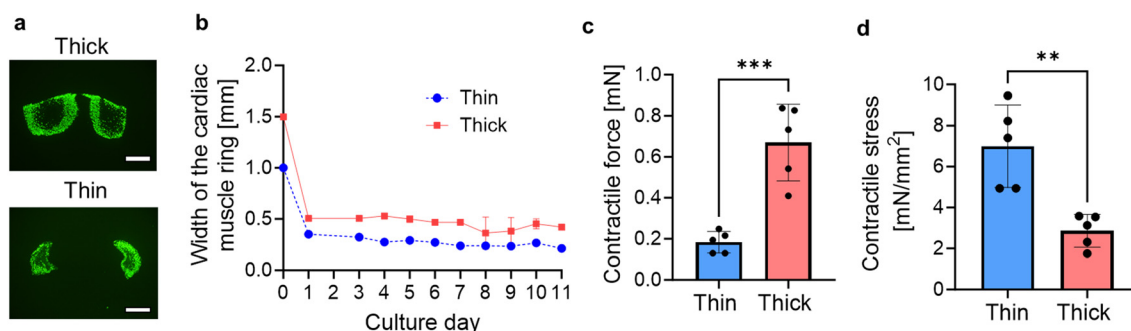 a
Thick
Thin
b
Width of the cardiac
muscle ring [mm]
2.0
1.5
1.0
0.5
0.0
Thin
Thick
0 1 2 3 4 5 6 7 8 9 10 11
Culture day
c
Contractile force [mN]
1.0
0.8
0.6
0.4
0.2
0.0
***
Thin Thick
d
Contractile stress
[mN/mm²]
10
8
6
4
2
0
**
Thin Thick